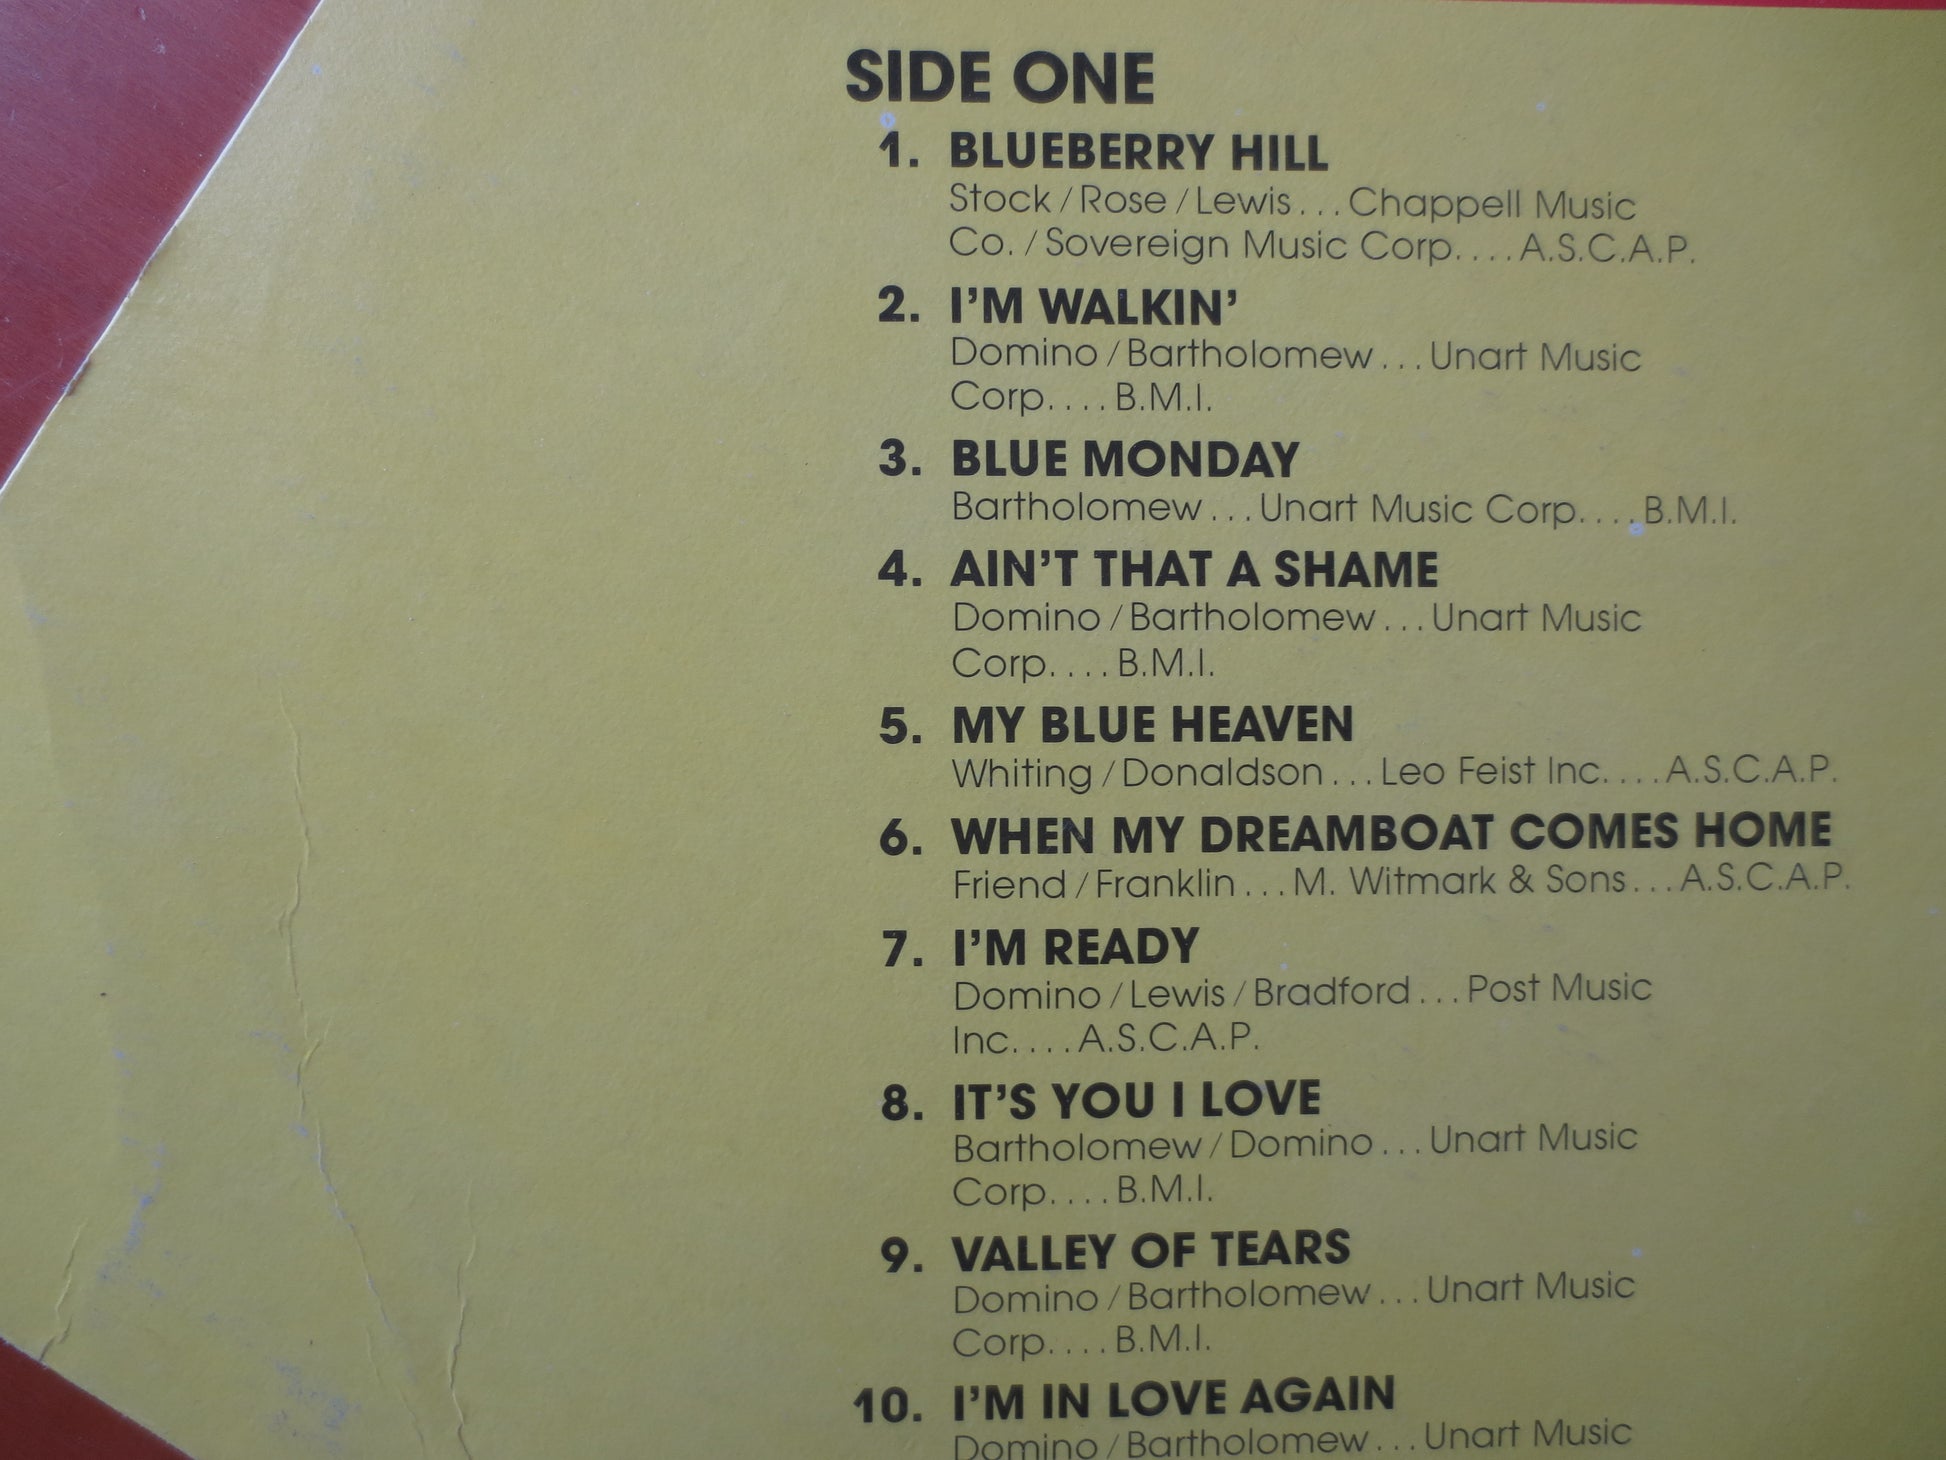 SIDE ONE
1. BLUEBERRY HILL
Stock / Rose / Lewis...Chappell Music
Co. / Sovereign Music Corp....A.S.C.A.P.
2. I'M WALKIN'
Domino / Bartholomew...Unart Music
Corp....B.M.I.
3. BLUE MONDAY
Bartholomew...Unart Music Corp....B.M.I.
4. AIN'T THAT A SHAME
Domino / Bartholomew...Unart Music
Corp....B.M.I.
5. MY BLUE HEAVEN
Whiting / Donaldson...Leo Feist Inc....A.S.C.A.P.
6. WHEN MY DREAMBOAT COMES HOME
Friend / Franklin...M. Witmark & Sons...A.S.C.A.P.
7. I'M READY
Domino / Lewis / Bradford...Post Music
Inc....A.S.C.A.P.
8. IT'S YOU I LOVE
Bartholomew / Domino...Unart Music
Corp....B.M.I.
9. VALLEY OF TEARS
Domino / Bartholomew...Unart Music
Corp....B.M.I.
10. I'M IN LOVE AGAIN
Domino / Bartholomew...Unart Music